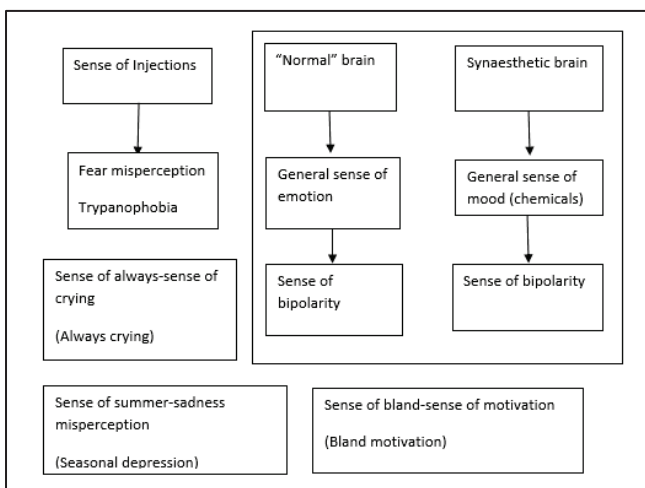 Sense of Injections
Fear misperception
Trypanophobia
“Normal” brain
General sense of
emotion
Sense of
bipolarity
Synaesthetic brain
General sense of
mood (chemicals)
Sense of bipolarity
Sense of always-sense of
crying
(Always crying)
Sense of summer-sadness
misperception
(Seasonal depression)
Sense of bland-sense of motivation
(Bland motivation)